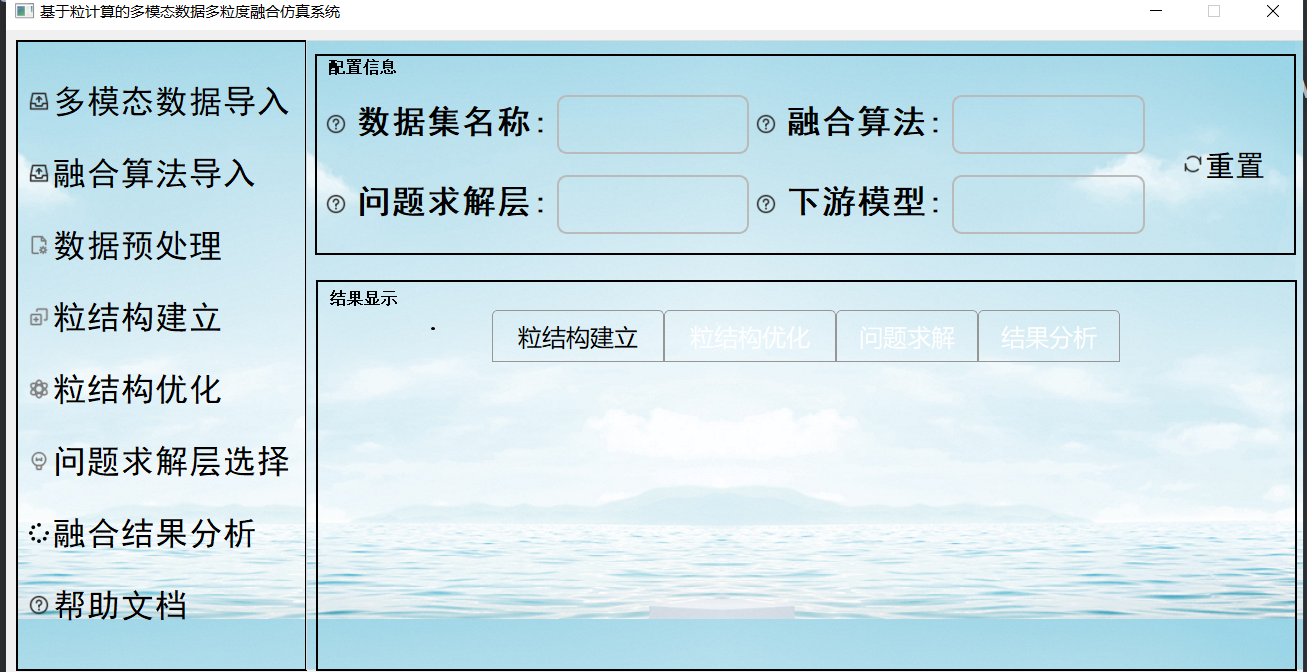 基于粒计算的多模态数据多粒度融合仿真系统
多模态数据导入
融合算法导入
数据预处理
粒结构建立
粒结构优化
问题求解层选择
融合结果分析
帮助文档
配置信息
数据集名称: 融合算法:
重置
问题求解层: 下游模型:
结果显示
粒结构建立 粒结构优化 问题求解 结果分析